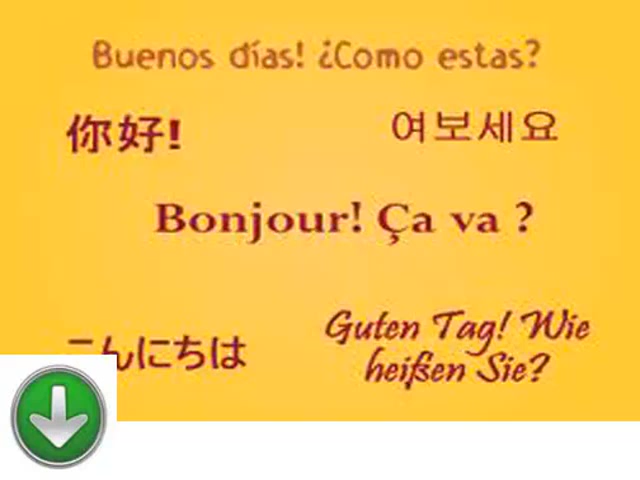 Buenos días! ¿Como estas?
你好!
여보세요
Bonjour! Ça va ?
こんにちは
Guten Tag! Wie
heißen Sie?